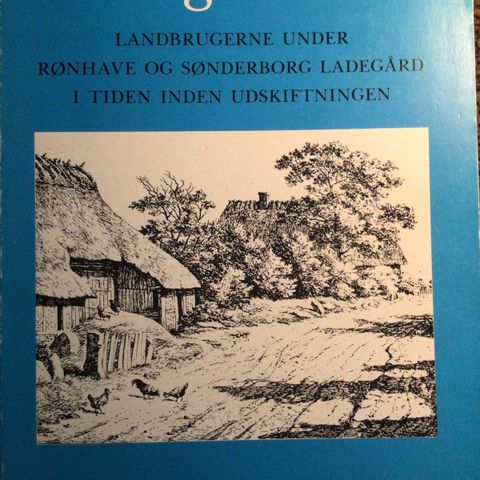 LANDBRUGERNE UNDER
RØNHAVE OG SØNDERBORG LADEGÅRD
I TIDEN INDEN UDSKIFTNINGEN